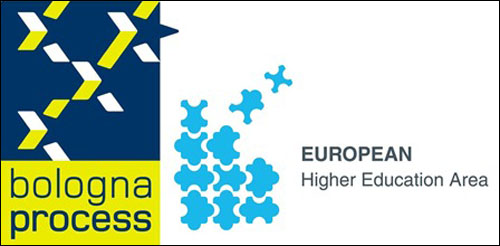 bologna
process
EUROPEAN
Higher Education Area